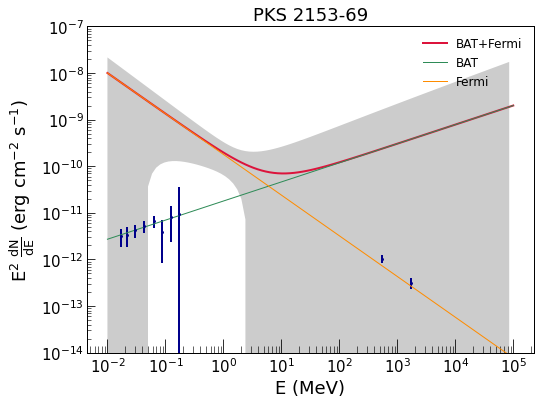 PKS 2153-69
10⁻⁷
10⁻⁸
10⁻⁹
10⁻¹⁰
10⁻¹¹
10⁻¹²
10⁻¹³
10⁻¹⁴
E² dN/dE (erg cm⁻² s⁻¹)
BAT+Fermi
BAT
Fermi
10⁻² 10⁻¹ 10⁰ 10¹ 10² 10³ 10⁴ 10⁵
E (MeV)